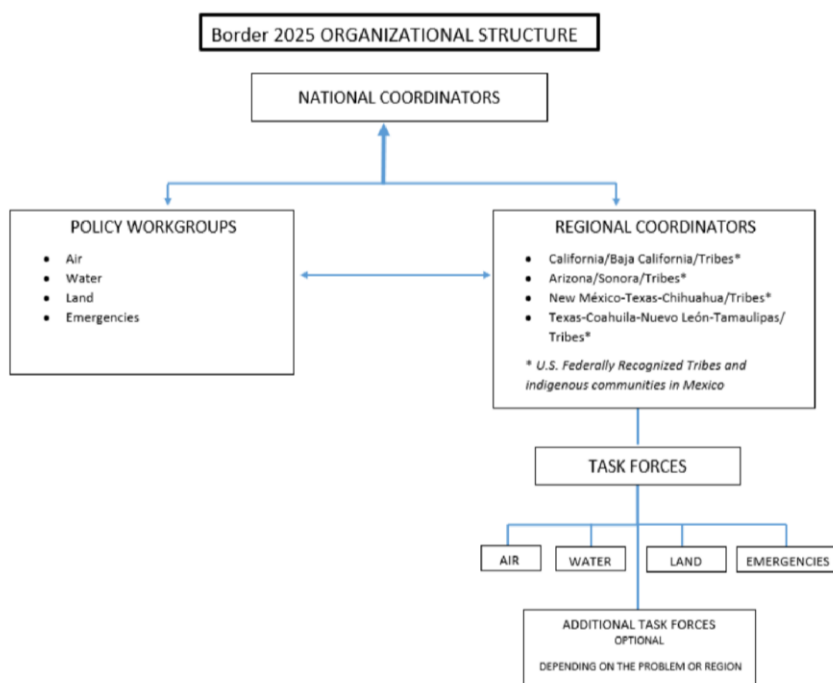 Border 2025 ORGANIZATIONAL STRUCTURE
NATIONAL COORDINATORS
POLICY WORKGROUPS
• Air
• Water
• Land
• Emergencies
REGIONAL COORDINATORS
• California/Baja California/Tribes*
• Arizona/Sonora/Tribes*
• New México-Texas-Chihuahua/Tribes*
• Texas-Coahuila-Nuevo León-Tamaulipas/
Tribes*
* U.S. Federally Recognized Tribes and
indigenous communities in Mexico
TASK FORCES
AIR
WATER
LAND
EMERGENCIES
ADDITIONAL TASK FORCES
OPTIONAL
DEPENDING ON THE PROBLEM OR REGION